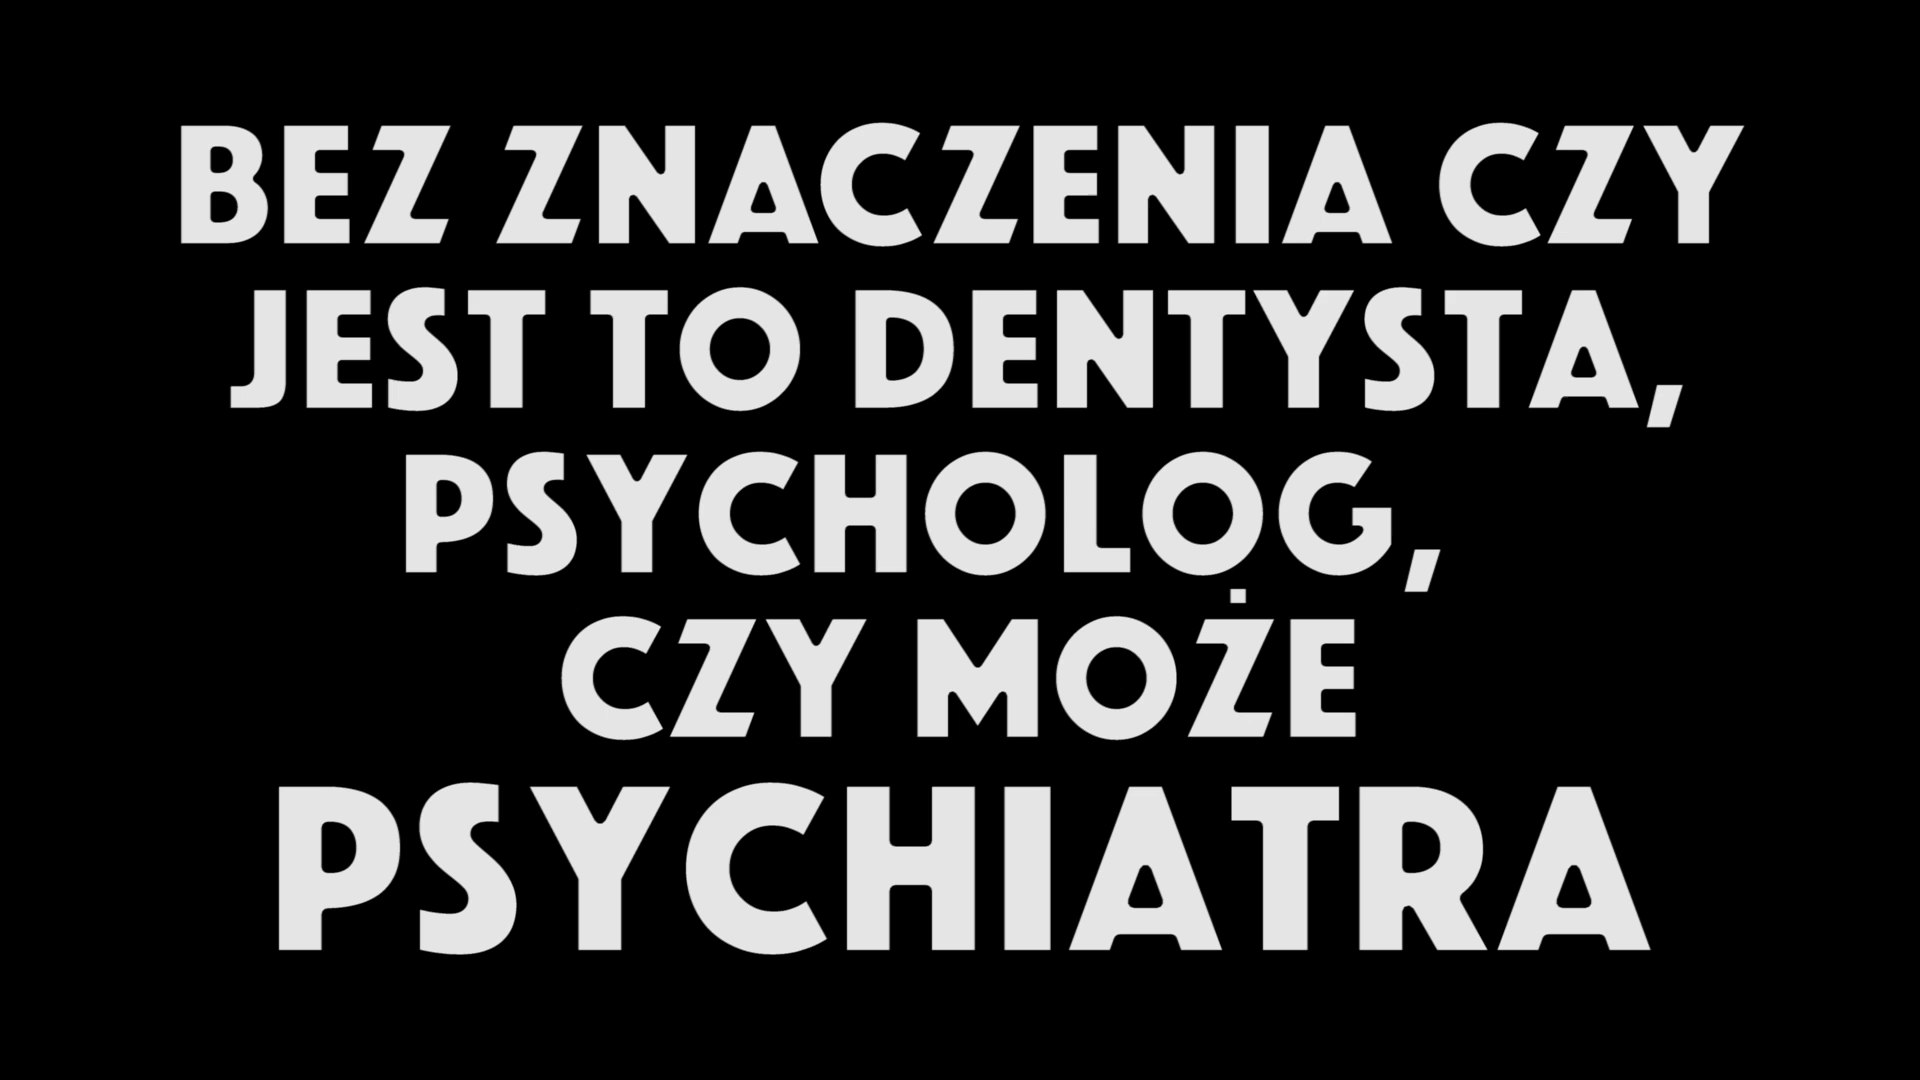 BEZ ZNACZENIA CZY
JEST TO DENTYSTA,
PSYCHOLOG,
CZY MOŻE
PSYCHIATRA